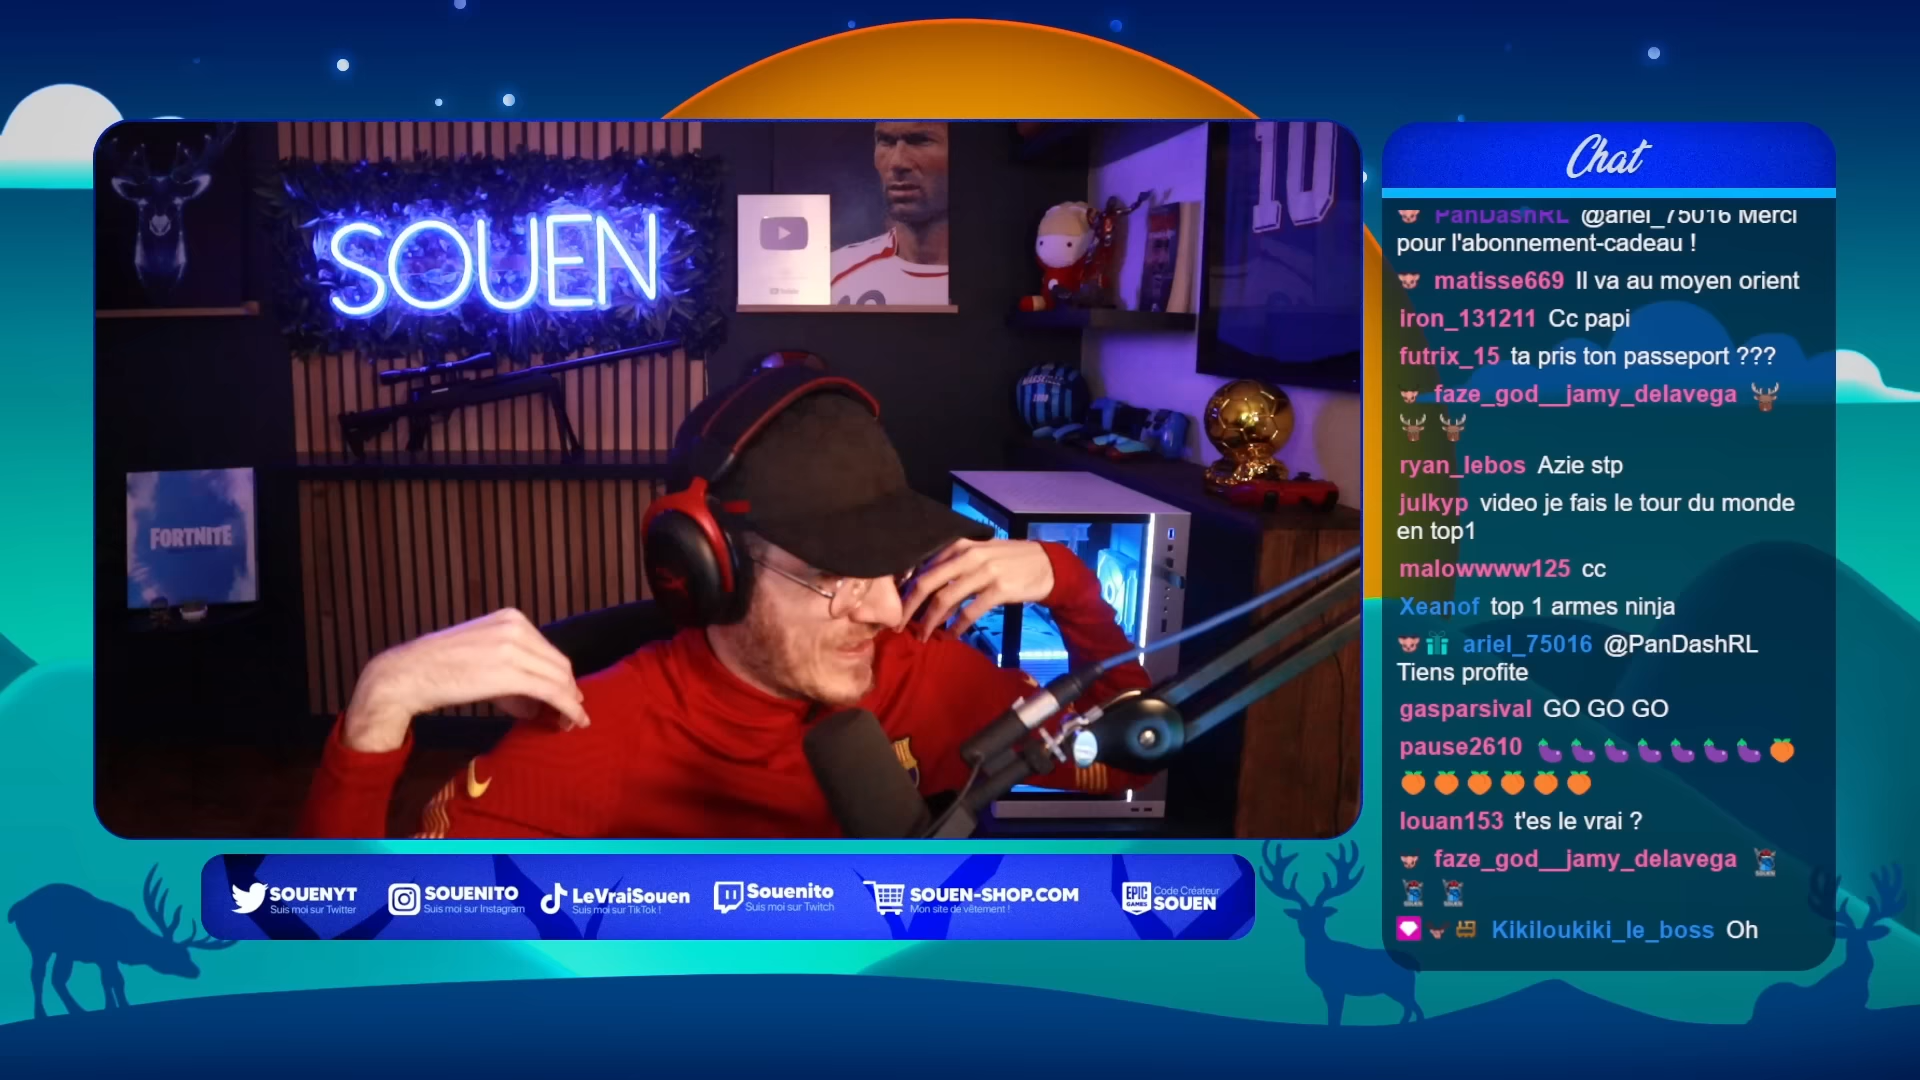 SOUEN
10
FORTNITE
Chat
PanDashRL @ariel_75016 Merci
pour l'abonnement-cadeau !
matisse669 Il va au moyen orient
iron_131211 Cc papi
futrix_15 ta pris ton passeport ???
faze_god__jamy_delavega
ryan_lebos Azie stp
julkyp video je fais le tour du monde
en top1
malowwww125 cc
Xeanof top 1 armes ninja
ariel_75016 @PanDashRL
Tiens profite
gasparsival GO GO GO
pause2610
louan153 t'es le vrai ?
faze_god__jamy_delavega
Kikiloukiki_le_boss Oh
SOUENYT
Suis moi sur Twitter
SOUENITO
Suis moi sur Instagram
LeVraiSouen
Suis moi sur TikTok !
Souenito
Suis moi sur Twitch
SOUEN-SHOP.COM
Mon site de vêtement !
EPIC
GAMES
Code Créateur
SOUEN